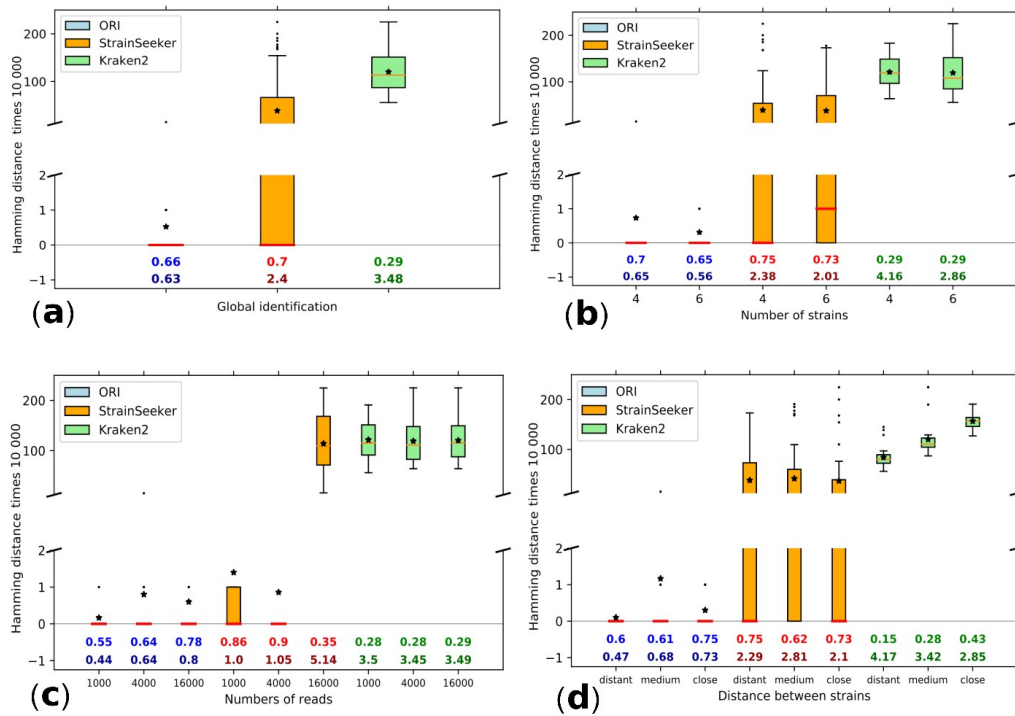 ORI
StrainSeeker
Kraken2
Hamming distance times 10 000
200
100
2
1
0
−1
0.66 0.7 0.29
0.63 2.4 3.48
Global identification
(a)
ORI
StrainSeeker
Kraken2
Hamming distance times 10 000
200
100
2
1
0
−1
0.7 0.65 0.75 0.73 0.29 0.29
0.65 0.56 2.38 2.01 4.16 2.86
4 6 4 6 4 6
Number of strains
(b)
ORI
StrainSeeker
Kraken2
Hamming distance times 10 000
200
100
2
1
0
−1
0.55 0.64 0.78 0.86 0.9 0.35 0.28 0.28 0.29
0.44 0.64 0.8 1.0 1.05 5.14 3.5 3.45 3.49
1000 4000 16000 1000 4000 16000 1000 4000 16000
Numbers of reads
(c)
ORI
StrainSeeker
Kraken2
Hamming distance times 10 000
200
100
2
1
0
−1
0.6 0.61 0.75 0.75 0.62 0.73 0.15 0.28 0.43
0.47 0.68 0.73 2.29 2.81 2.1 4.17 3.42 2.85
distant medium close distant medium close distant medium close
Distance between strains
(d)